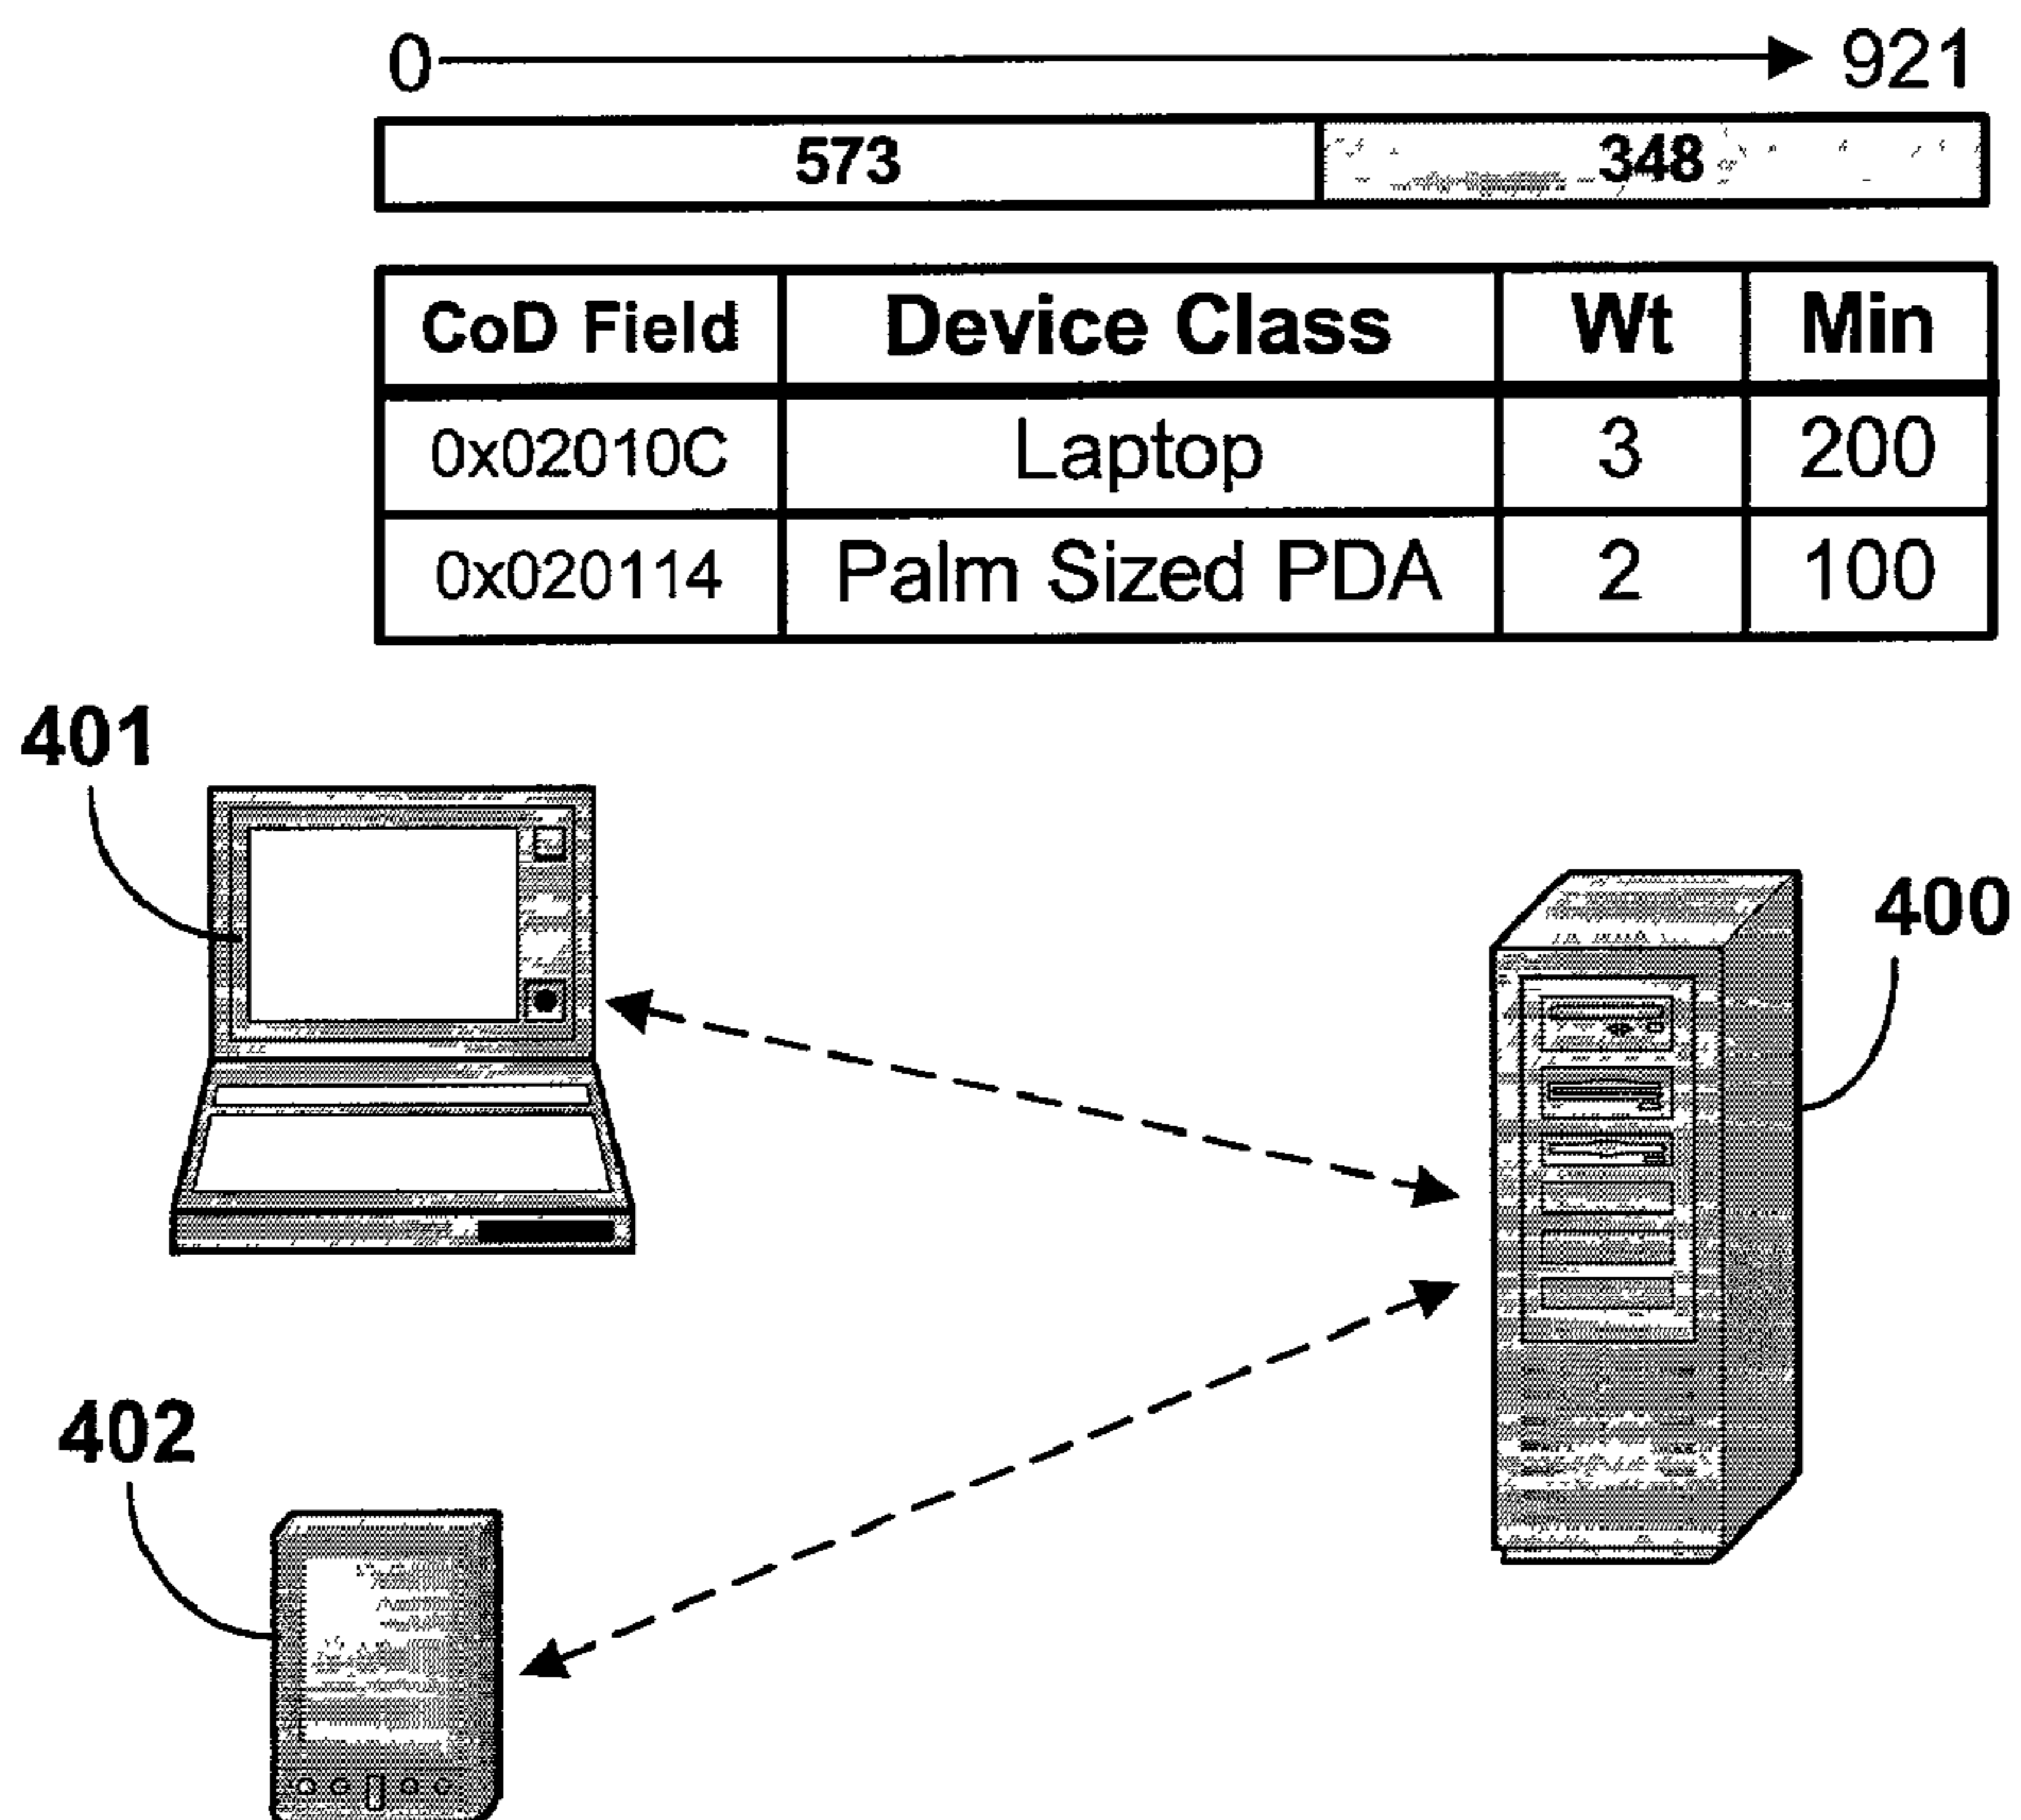 0 921
573 348
CoD Field Device Class Wt Min
0x02010C Laptop 3 200
0x020114 Palm Sized PDA 2 100
401
400
402